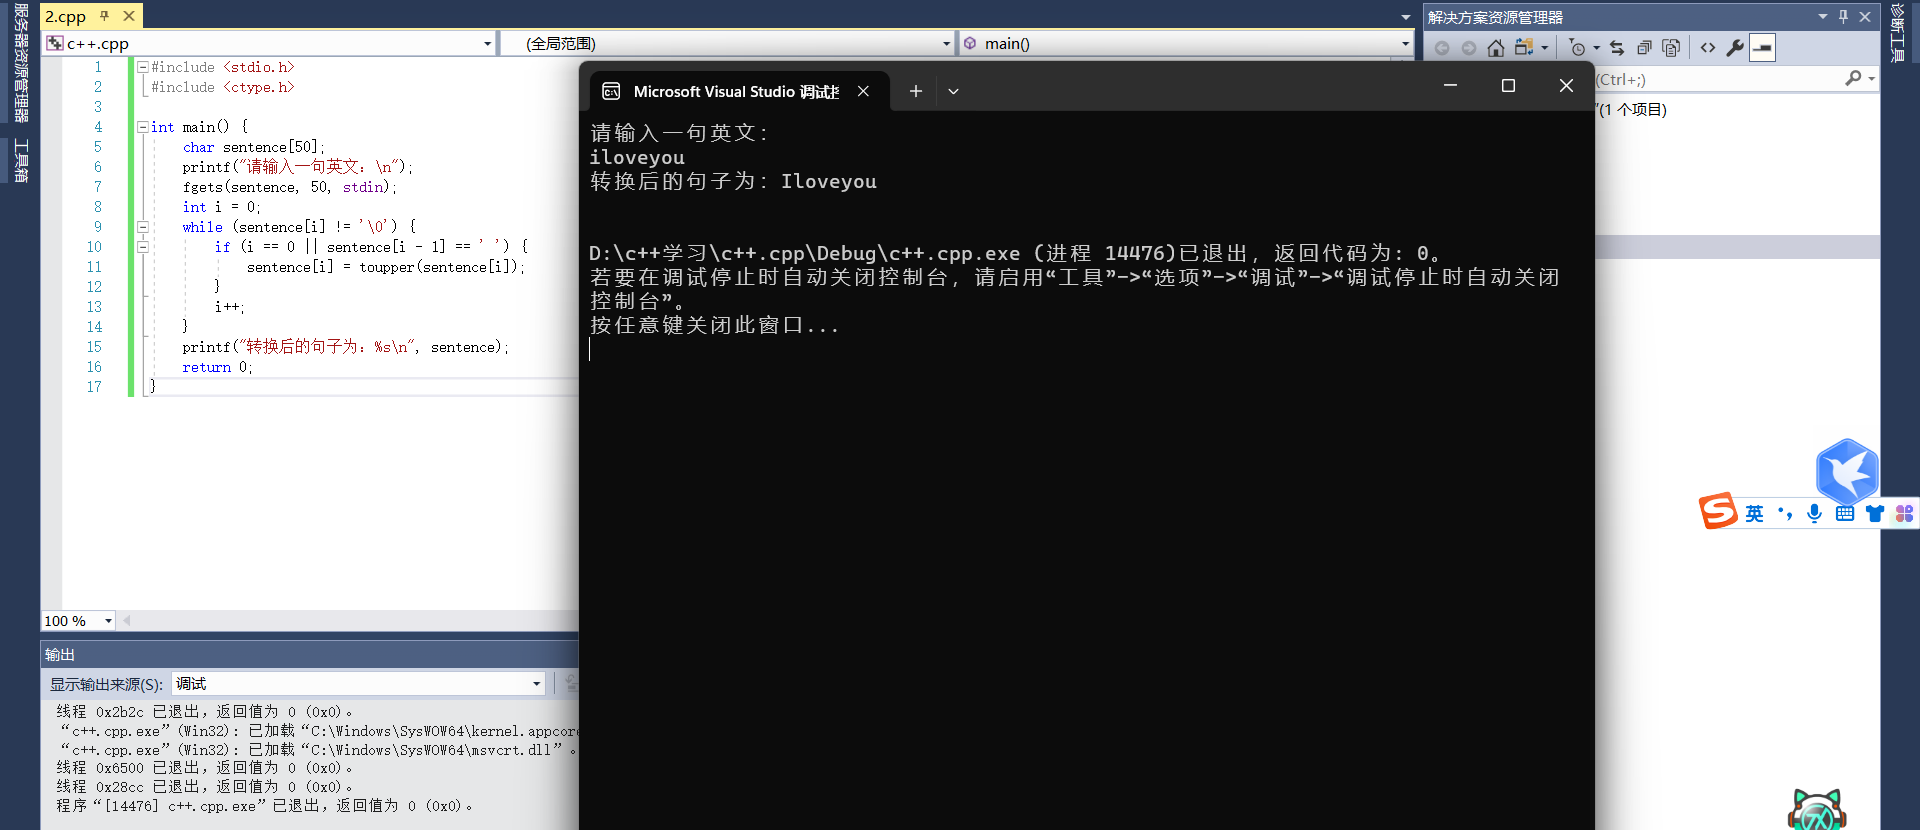 服务器资源管理器
工具箱
2.cpp
c++.cpp
(全局范围)
main()
1 #include <stdio.h>
2 #include <ctype.h>
3
4 int main() {
5 char sentence[50];
6 printf("请输入一句英文: \n");
7 fgets(sentence, 50, stdin);
8 int i = 0;
9 while (sentence[i] != '\0') {
10 if (i == 0 || sentence[i - 1] == ' ') {
11 sentence[i] = toupper(sentence[i]);
12 }
13 i++;
14 }
15 printf("转换后的句子为: %s\n", sentence);
16 return 0;
17 }
100 %
输出
显示输出来源(S): 调试
线程 0x2b2c 已退出，返回值为 0 (0x0)。
“c++.cpp.exe”(Win32): 已加载“C:\Windows\SysWOW64\kernel.appcore
“c++.cpp.exe”(Win32): 已加载“C:\Windows\SysWOW64\msvcrt.dll”。
线程 0x6500 已退出，返回值为 0 (0x0)。
线程 0x28cc 已退出，返回值为 0 (0x0)。
程序“[14476] c++.cpp.exe”已退出，返回值为 0 (0x0)。
Microsoft Visual Studio 调试控
请输入一句英文:
iloveyou
转换后的句子为: Iloveyou
D:\c++学习\c++.cpp\Debug\c++.cpp.exe (进程 14476)已退出，返回代码为: 0。
若要在调试停止时自动关闭控制台，请启用“工具”->“选项”->“调试”->“调试停止时自动关闭
控制台”。
按任意键关闭此窗口...
解决方案资源管理器
(Ctrl+;)
”(1 个项目)
诊断工具
英